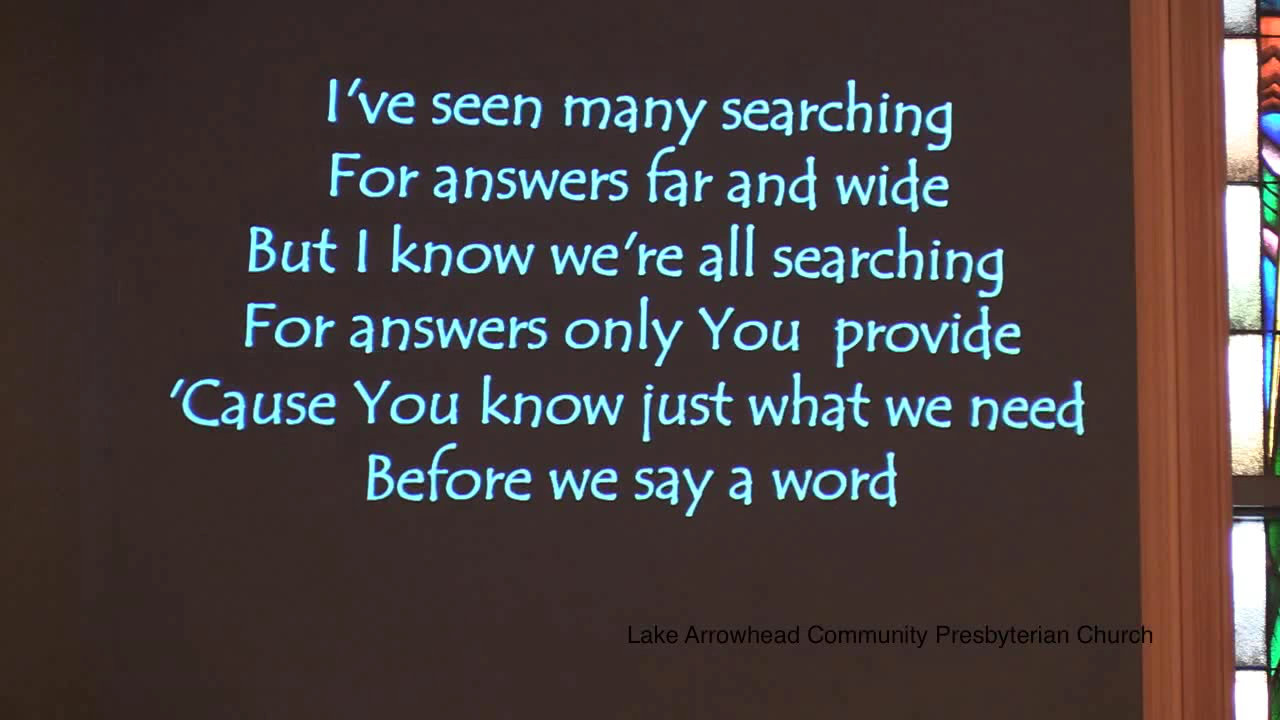 I've seen many searching
For answers far and wide
But I know we're all searching
For answers only You provide
'Cause You know just what we need
Before we say a word
Lake Arrowhead Community Presbyterian Church